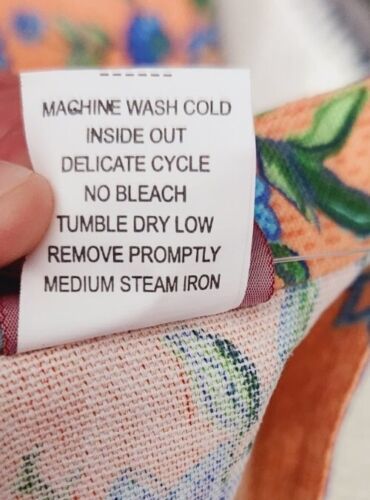 MACHINE WASH COLD
INSIDE OUT
DELICATE CYCLE
NO BLEACH
TUMBLE DRY LOW
REMOVE PROMPTLY
MEDIUM STEAM IRON